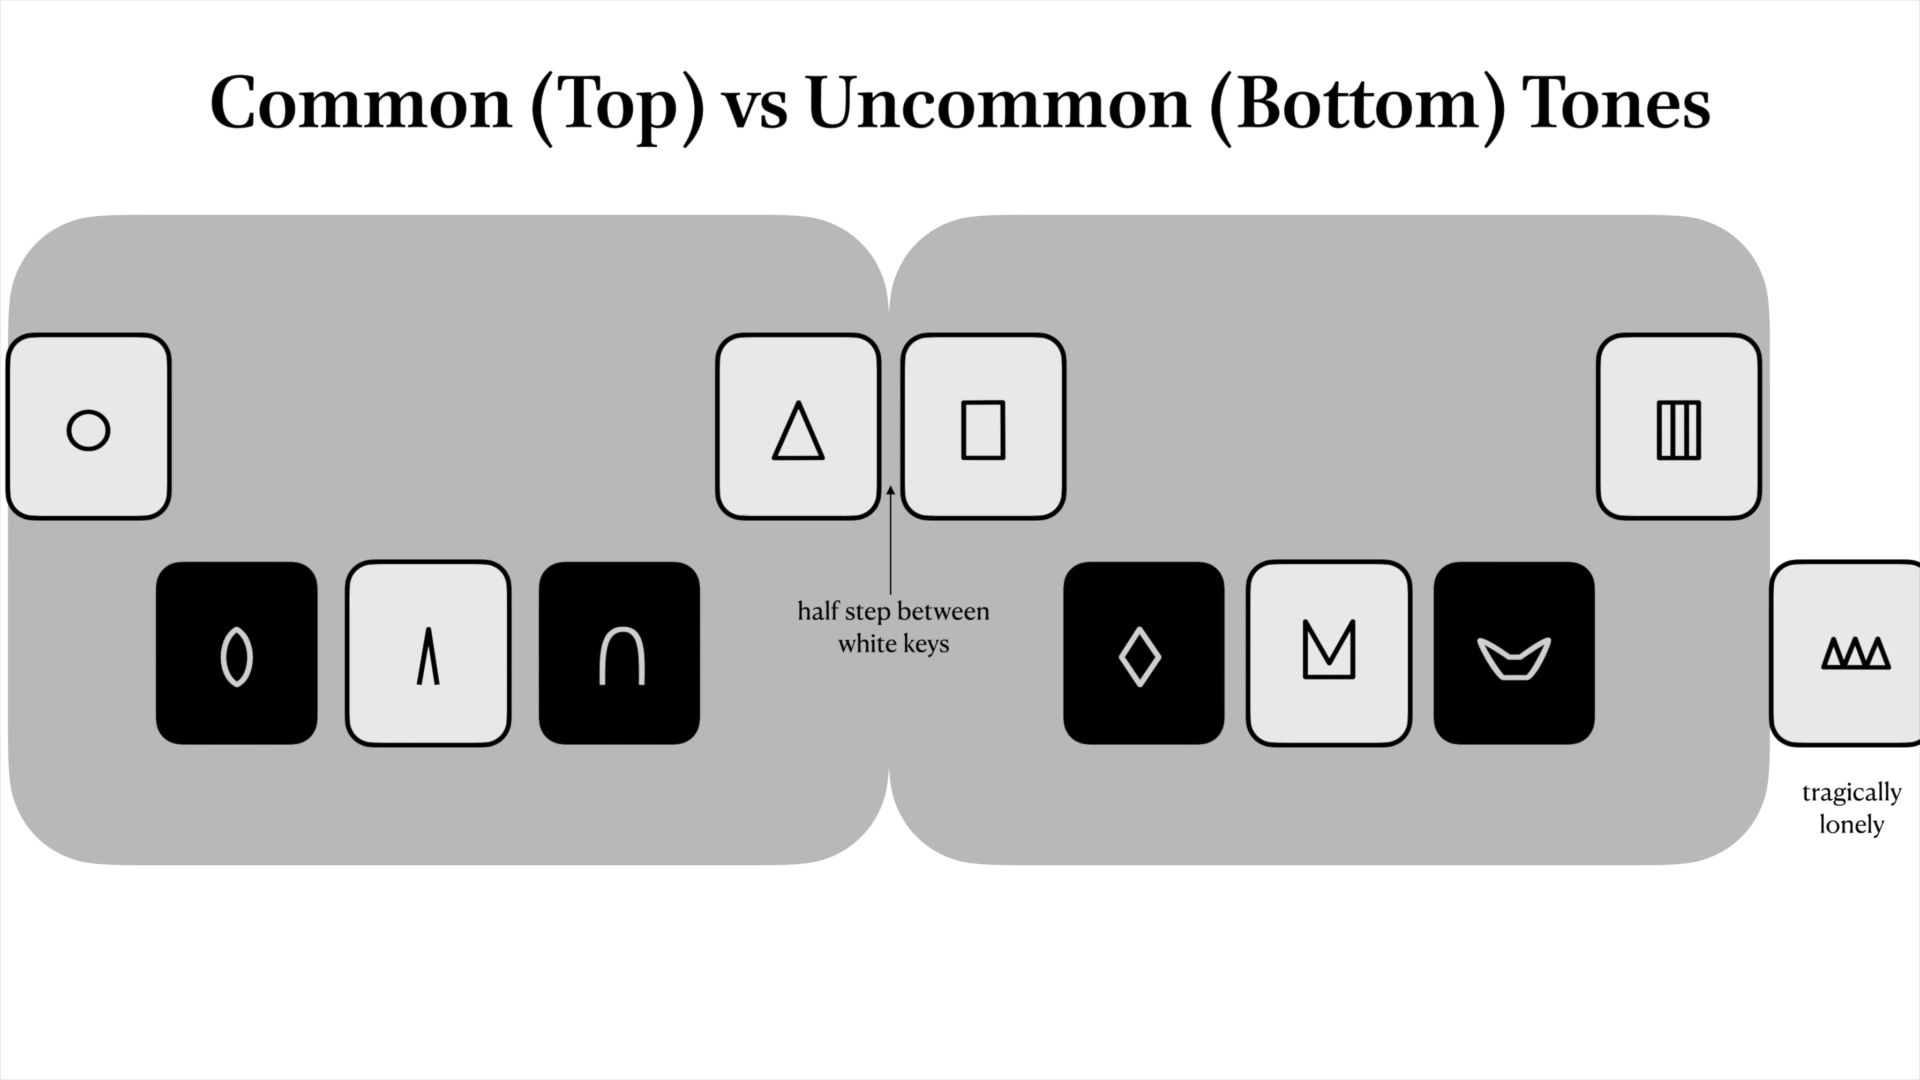 Common (Top) vs Uncommon (Bottom) Tones
half step between
white keys
tragically
lonely